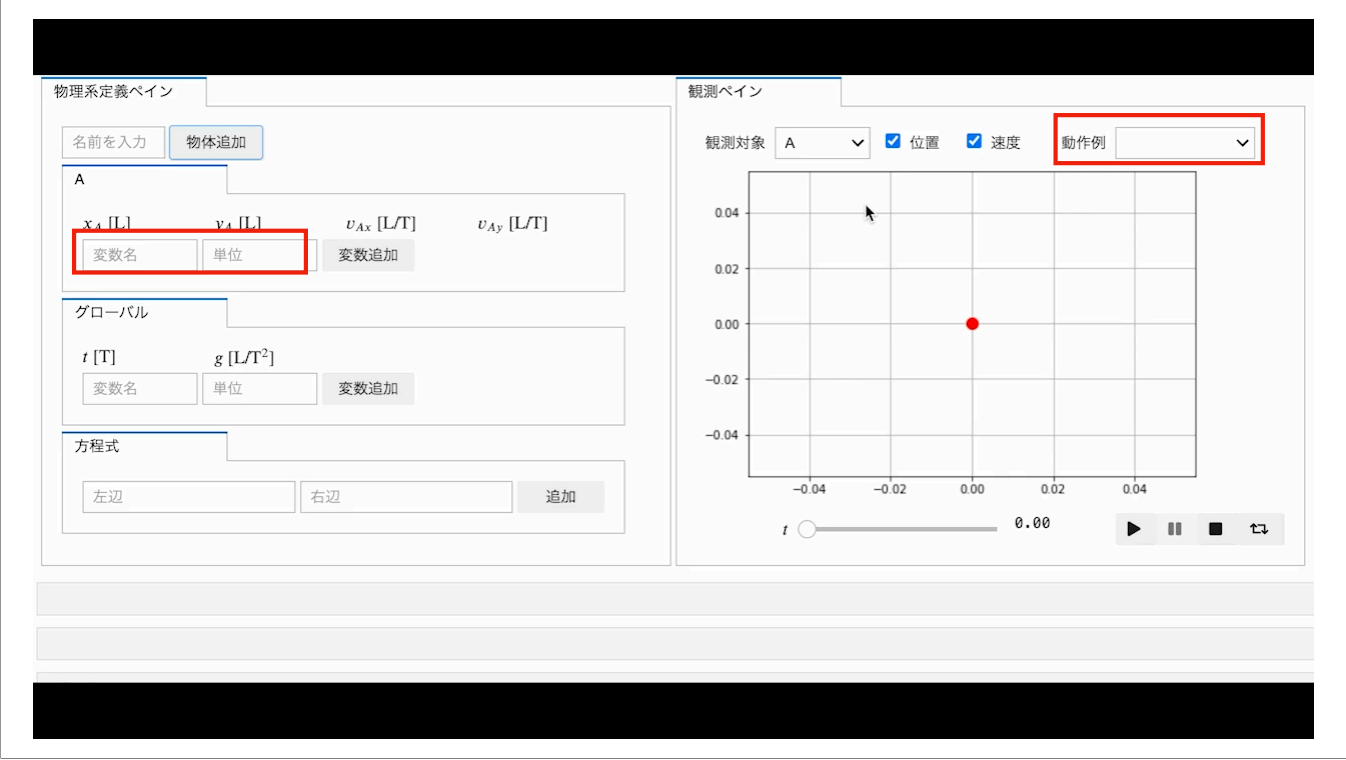 物理系定義ペイン
名前を入力 物体追加
A
x_A [L] y_A [L] υ_Ax [L/T] υ_Ay [L/T]
変数名 単位 変数追加
グローバル
t [T] g [L/T²]
変数名 単位 変数追加
方程式
左辺 右辺 追加
観測ペイン
観測対象 A 位置 速度 動作例
0.04
0.02
0.00
−0.02
−0.04
−0.04 −0.02 0.00 0.02 0.04
t 0.00